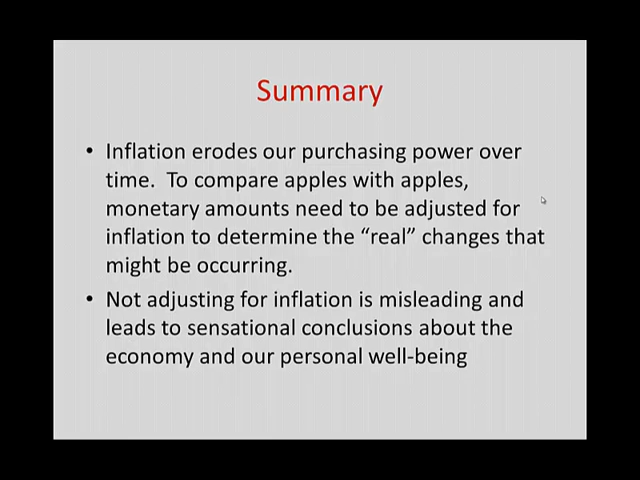 Summary
• Inflation erodes our purchasing power over
time.  To compare apples with apples,
monetary amounts need to be adjusted for
inflation to determine the “real” changes that
might be occurring.
• Not adjusting for inflation is misleading and
leads to sensational conclusions about the
economy and our personal well-being